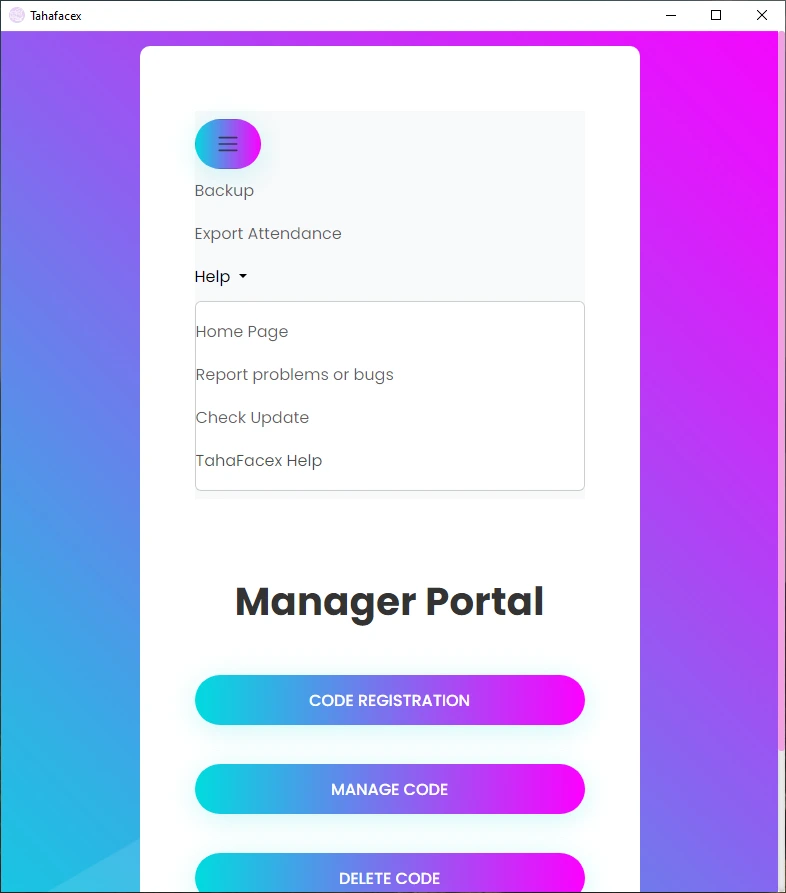 Tahafacex
Backup
Export Attendance
Help
Home Page
Report problems or bugs
Check Update
TahaFacex Help
Manager Portal
CODE REGISTRATION
MANAGE CODE
DELETE CODE